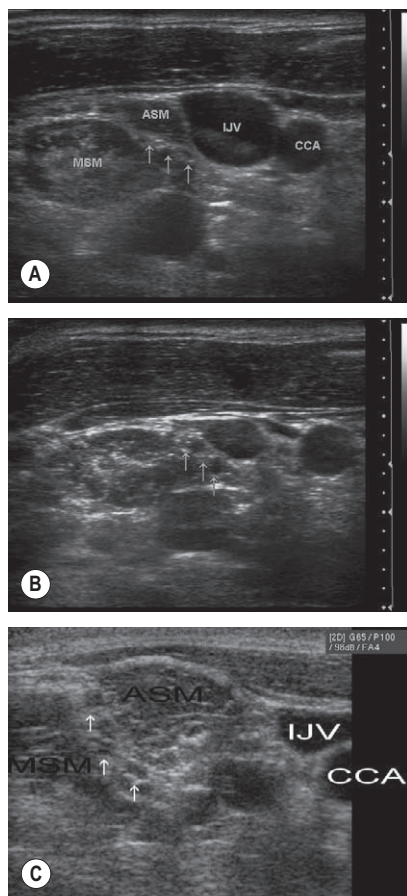 ASM
IJV
MSM
CCA
A
B
[2D] G65/P100
/98dB/FA4
ASM
IJV
MSM
CCA
C